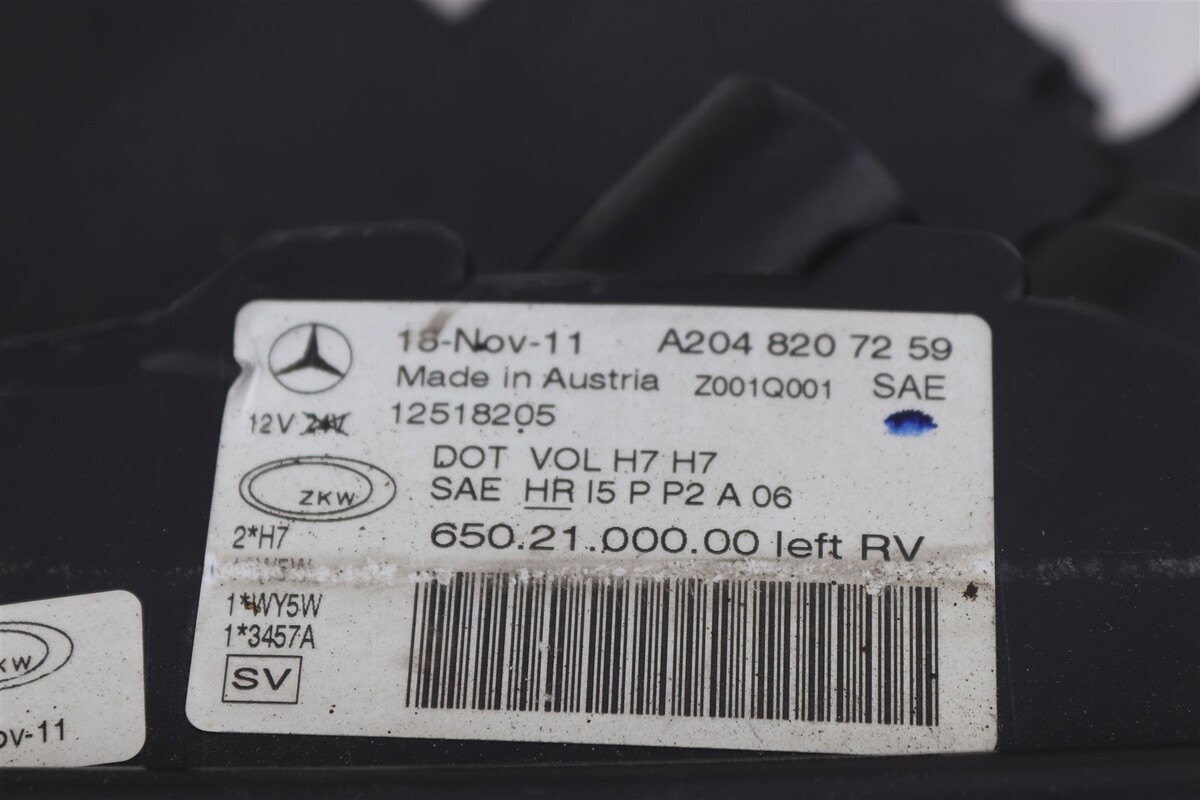 18-Nov-11 A204 820 7259
Made in Austria Z001Q001 SAE
12V 24V 12518205
DOT VOL H7 H7
ZKW SAE HR I5 P P2 A 06
2*H7 650.21.000.00 left RV
1*WY5W
1*3457A
SV
ZKW
ov-11